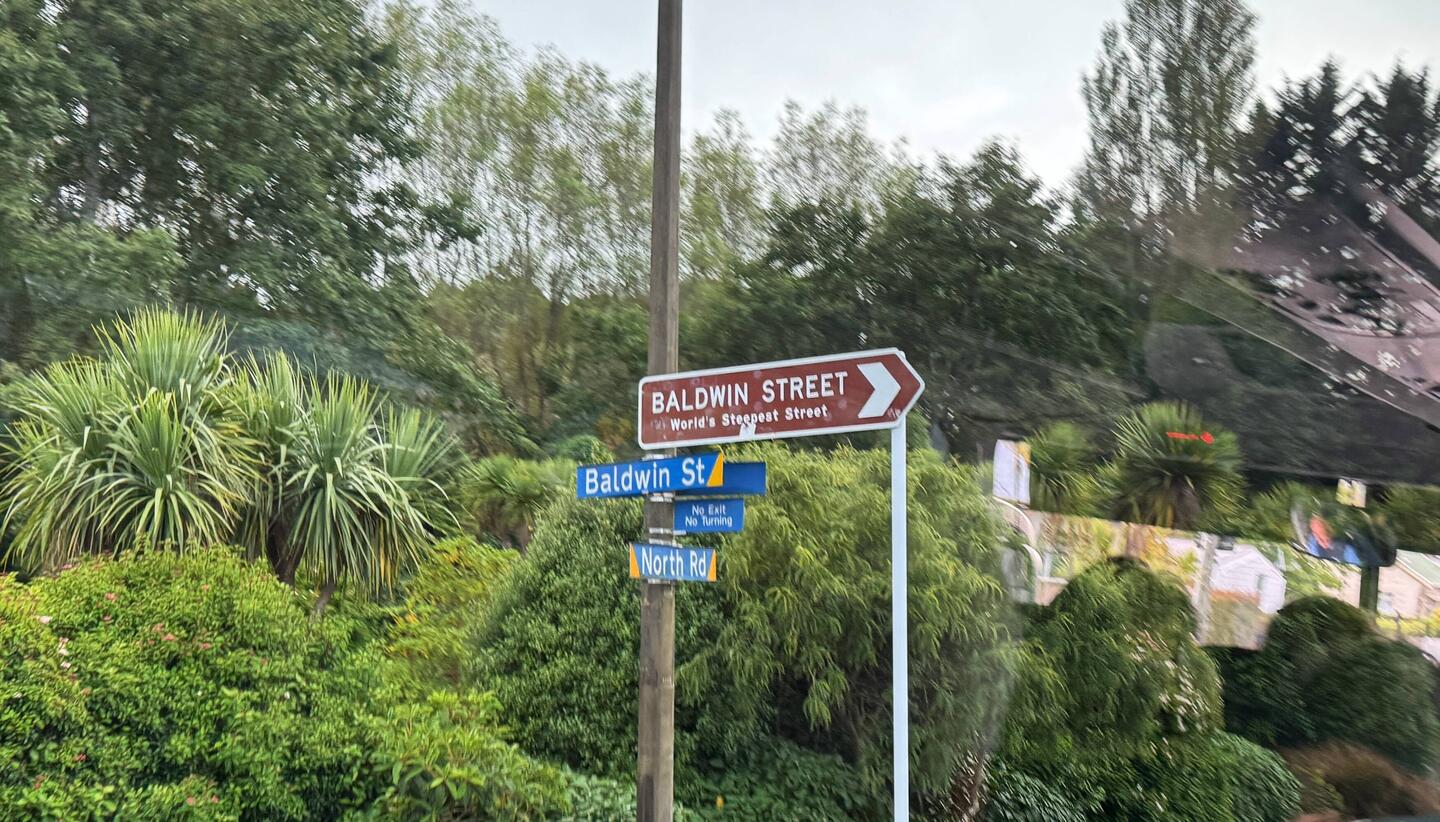 BALDWIN STREET
World's Steepest Street
Baldwin St
No Exit
No Turning
North Rd